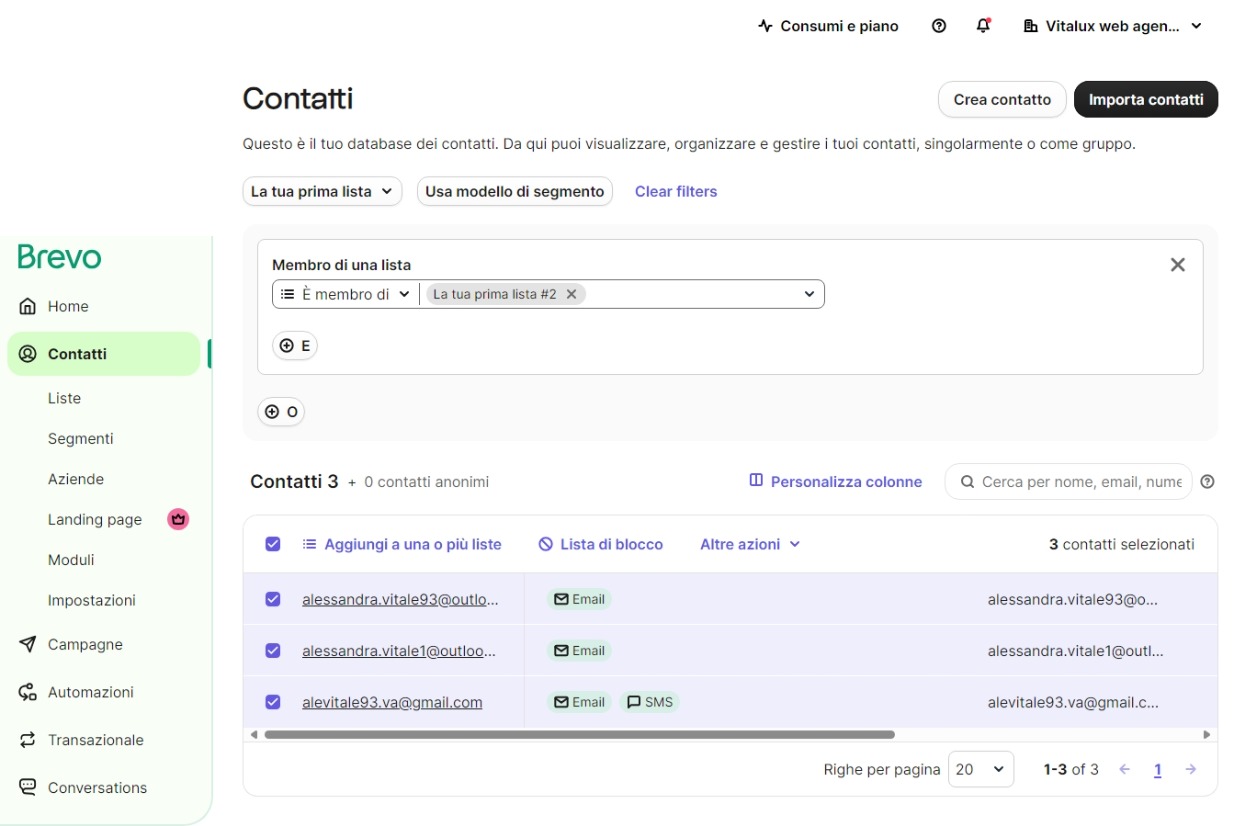 Consumi e piano
Vitalux web agen...
Contatti
Crea contatto
Importa contatti
Questo è il tuo database dei contatti. Da qui puoi visualizzare, organizzare e gestire i tuoi contatti, singolarmente o come gruppo.
La tua prima lista
Usa modello di segmento
Clear filters
Brevo
Home
Contatti
Liste
Segmenti
Aziende
Landing page
Moduli
Impostazioni
Campagne
Automazioni
Transazionale
Conversations
Membro di una lista
È membro di
La tua prima lista #2
E
O
Contatti 3 + 0 contatti anonimi
Personalizza colonne
Cerca per nome, email, nume
Aggiungi a una o più liste
Lista di blocco
Altre azioni
3 contatti selezionati
alessandra.vitale93@outlo... Email alessandra.vitale93@o...
alessandra.vitale1@outloo... Email alessandra.vitale1@outl...
alevitale93.va@gmail.com Email SMS alevitale93.va@gmail.c...
Righe per pagina 20 1-3 of 3 1